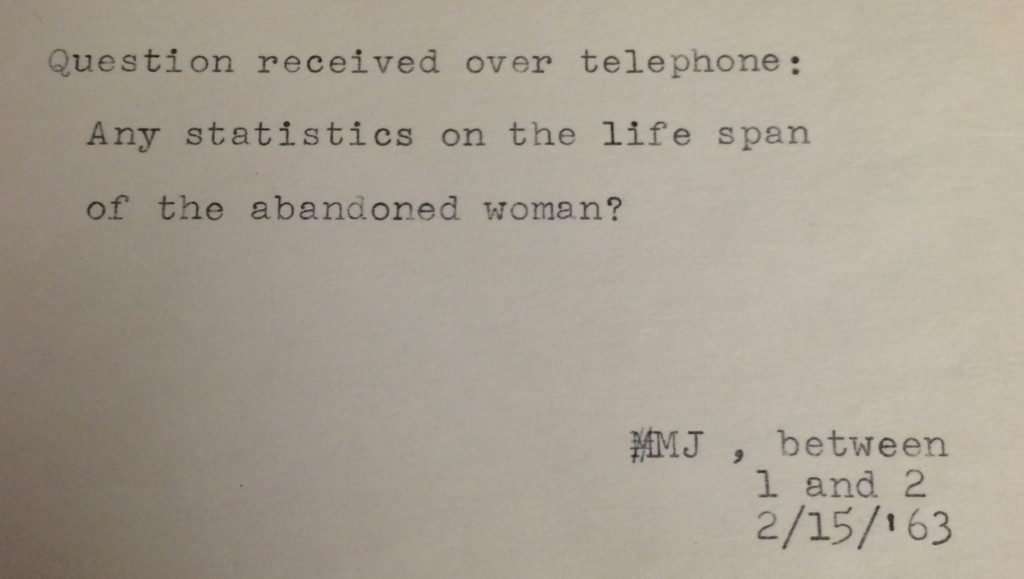 Question received over telephone:
Any statistics on the life span
of the abandoned woman?
MJ , between
1 and 2
2/15/'63